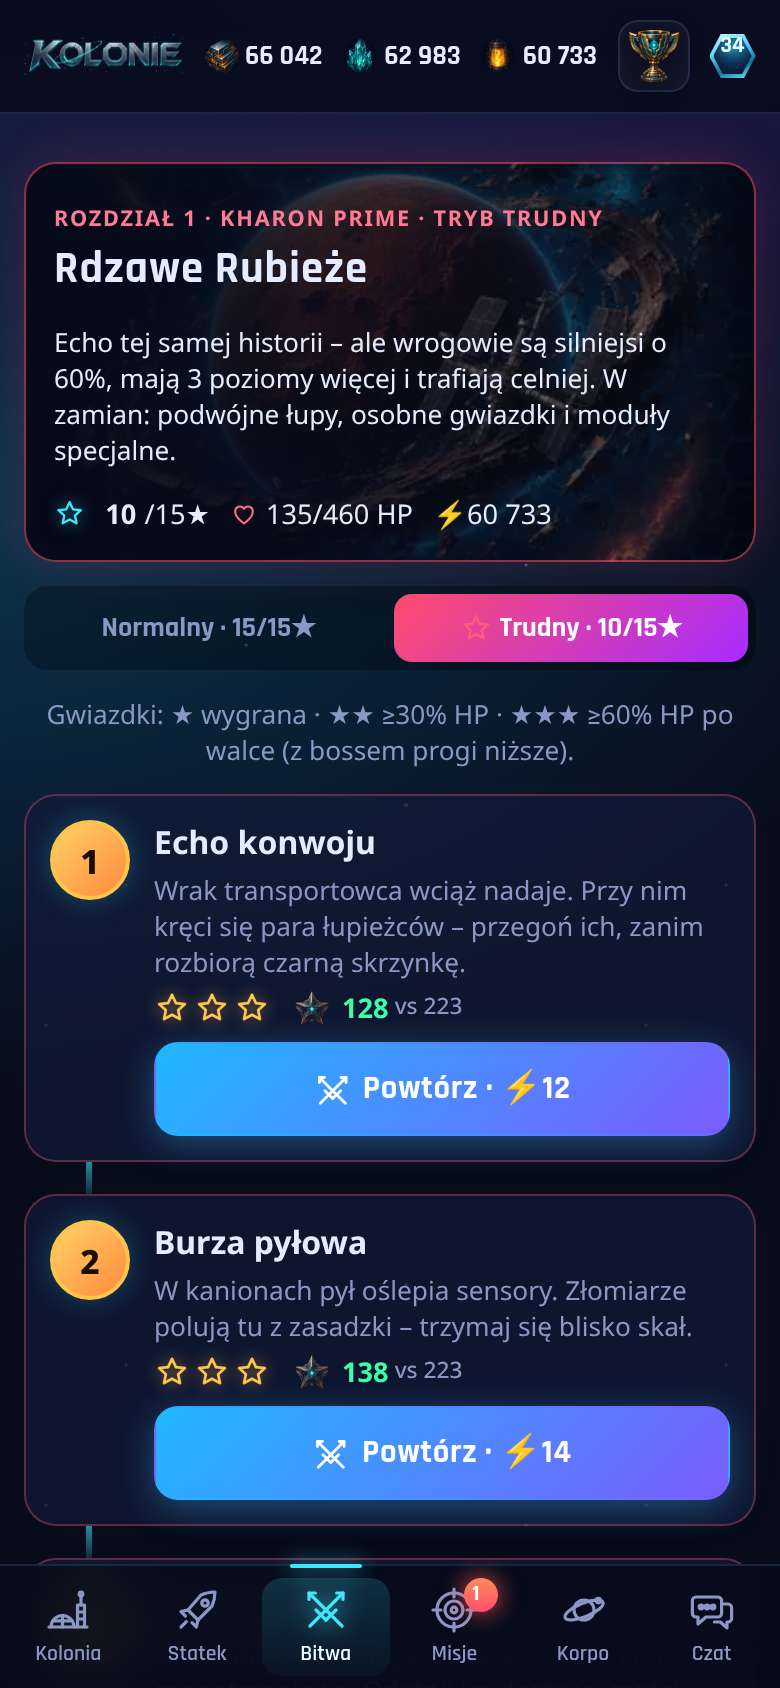 KOLONIE 66 042 62 983 60 733 34
ROZDZIAŁ 1 · KHARON PRIME · TRYB TRUDNY
Rdzawe Rubieże
Echo tej samej historii – ale wrogowie są silniejsi o
60%, mają 3 poziomy więcej i trafiają celniej. W
zamian: podwójne łupy, osobne gwiazdki i moduły
specjalne.
10 /15★ 135/460 HP ⚡60 733
Normalny · 15/15★ Trudny · 10/15★
Gwiazdki: ★ wygrana · ★★ ≥30% HP · ★★★ ≥60% HP po
walce (z bossem progi niższe).
1 Echo konwoju
Wrak transportowca wciąż nadaje. Przy nim
kręci się para łupieżców – przegoń ich, zanim
rozbiorą czarną skrzynkę.
128 vs 223
Powtórz · ⚡12
2 Burza pyłowa
W kanionach pył oślepia sensory. Złomiarze
polują tu z zasadzki – trzymaj się blisko skał.
138 vs 223
Powtórz · ⚡14
1
Kolonia Statek Bitwa Misje Korpo Czat